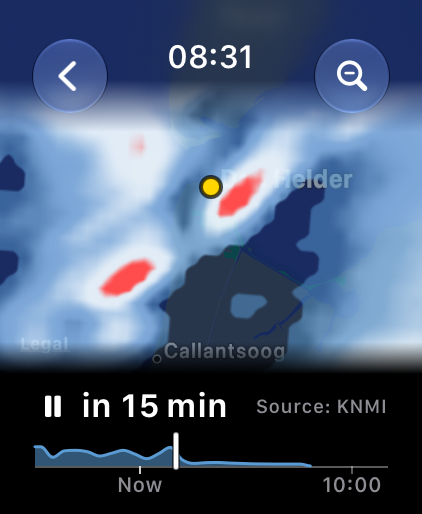 08:31
Den Helder
Legal
Callantsoog
in 15 min
Source: KNMI
Now
10:00